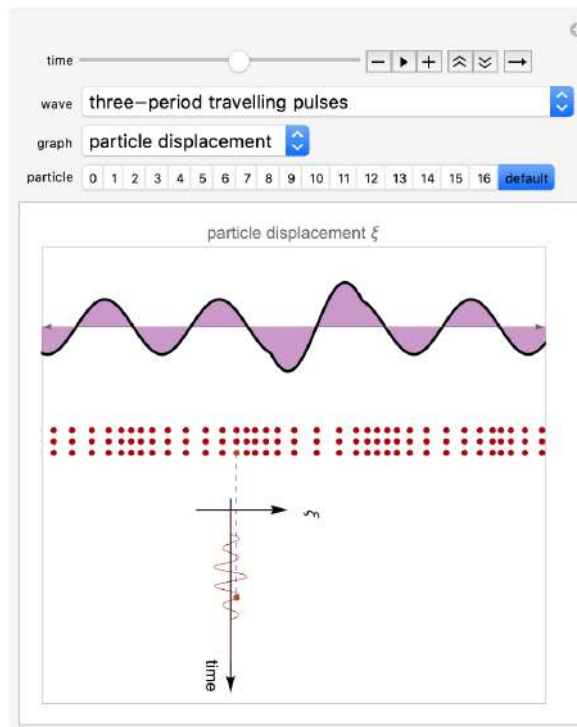 time
wave three-period travelling pulses
graph particle displacement
particle 0 1 2 3 4 5 6 7 8 9 10 11 12 13 14 15 16 default
particle displacement ξ
ξ
time